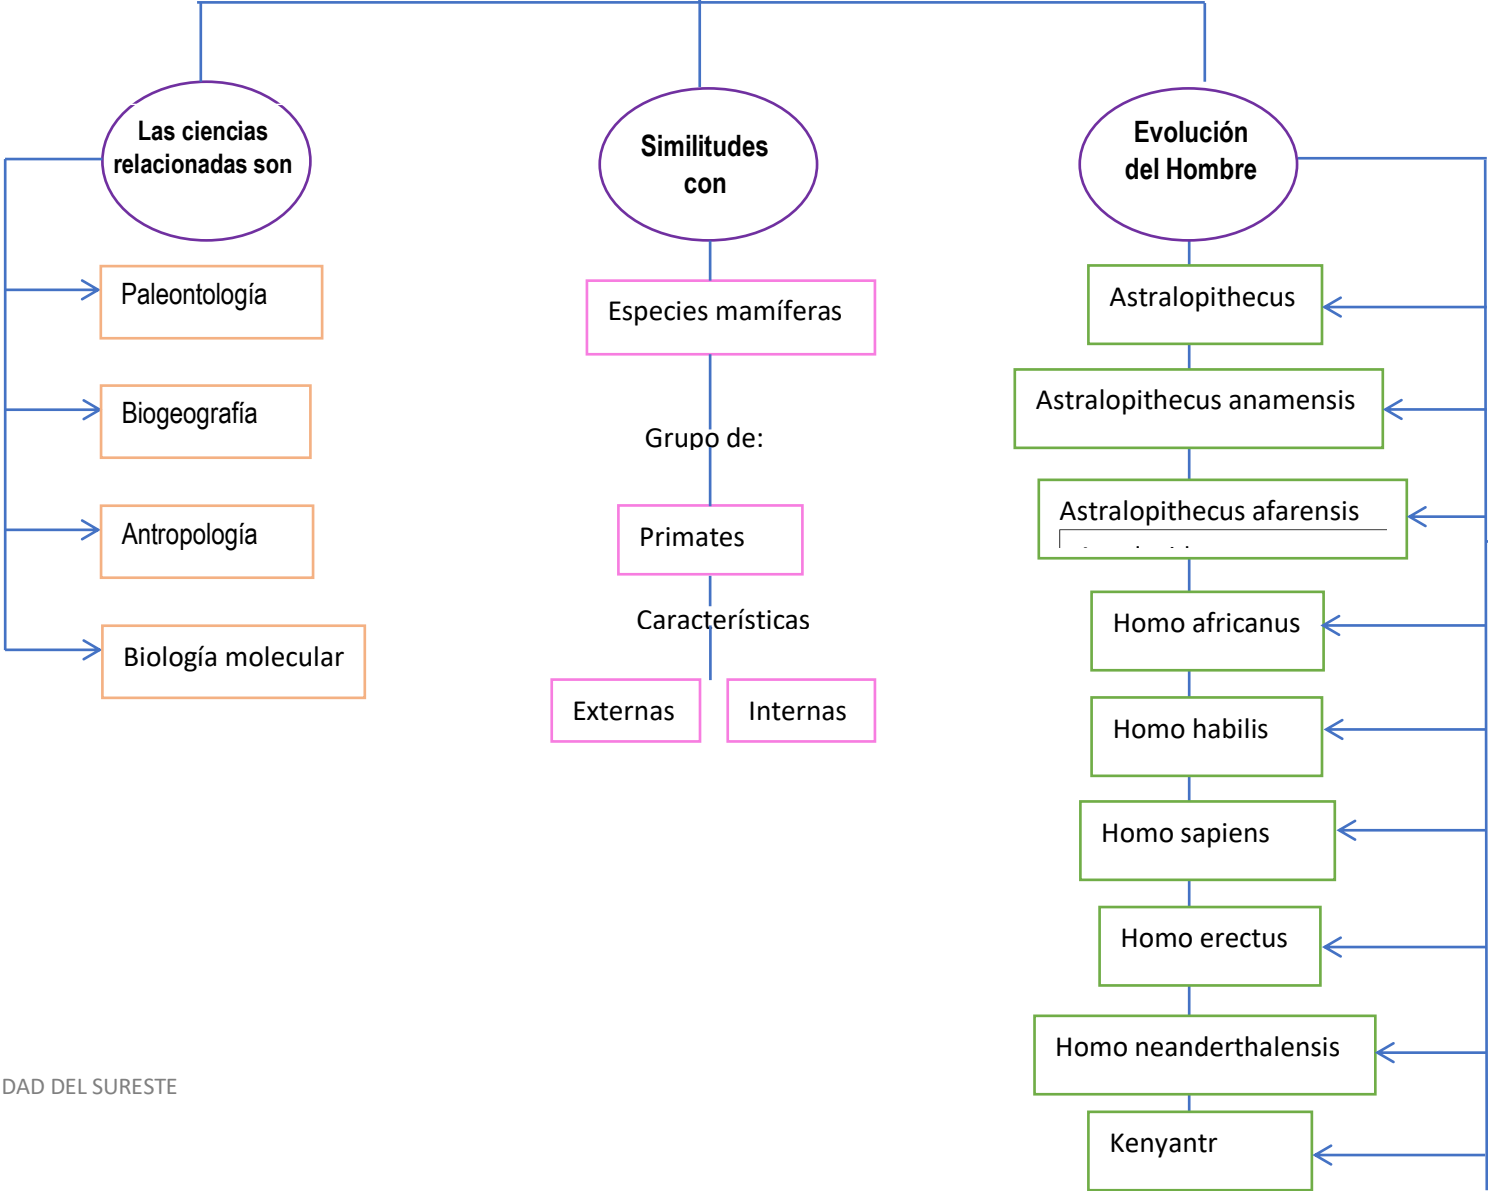 Las ciencias
relacionadas son
Paleontología
Biogeografía
Antropología
Biología molecular
Similitudes
con
Especies mamíferas
Grupo de:
Primates
Características
Externas
Internas
Evolución
del Hombre
Astralopithecus
Astralopithecus anamensis
Astralopithecus afarensis
Homo africanus
Homo habilis
Homo sapiens
Homo erectus
Homo neanderthalensis
Kenyantr
DAD DEL SURESTE